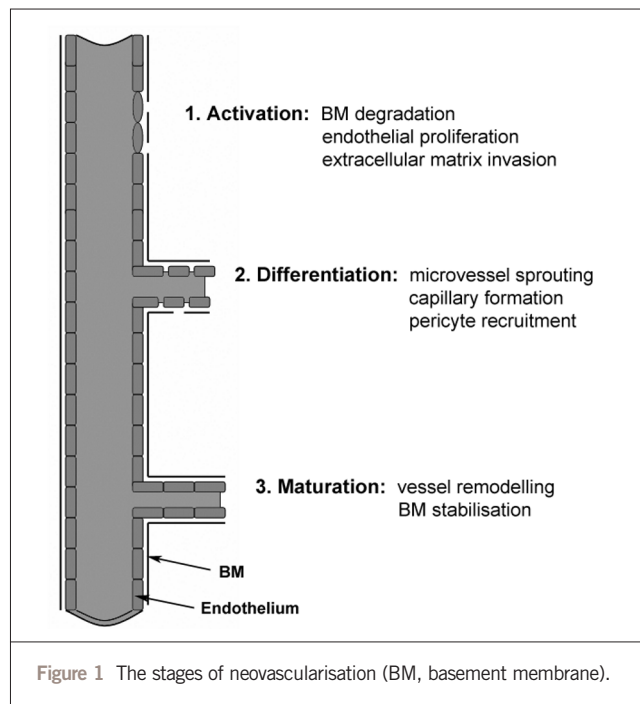 1. Activation: BM degradation
endothelial proliferation
extracellular matrix invasion
2. Differentiation: microvessel sprouting
capillary formation
pericyte recruitment
3. Maturation: vessel remodelling
BM stabilisation
BM
Endothelium
Figure 1 The stages of neovascularisation (BM, basement membrane).